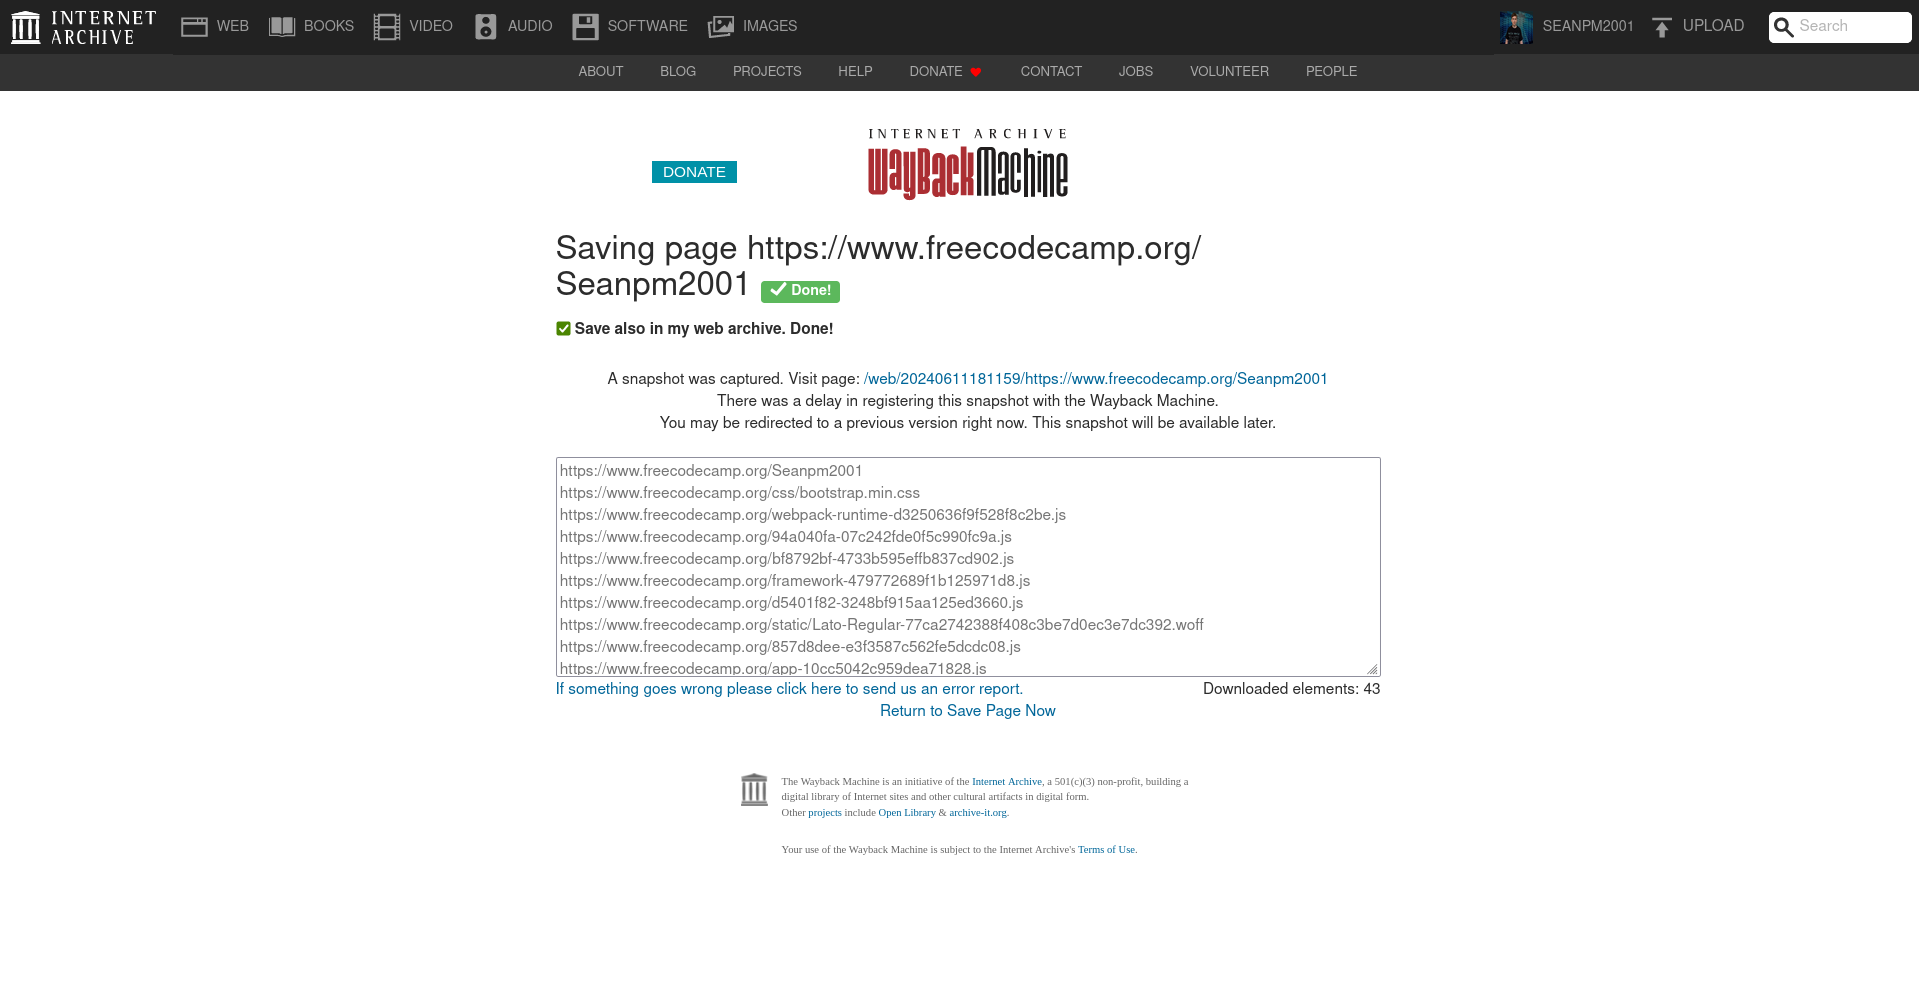 INTERNET
ARCHIVE
WEB
BOOKS
VIDEO
AUDIO
SOFTWARE
IMAGES
SEANPM2001
UPLOAD
Search
ABOUT
BLOG
PROJECTS
HELP
DONATE
CONTACT
JOBS
VOLUNTEER
PEOPLE
INTERNET ARCHIVE
WayBackMachine
DONATE
Saving page https://www.freecodecamp.org/
Seanpm2001 Done!
Save also in my web archive. Done!
A snapshot was captured. Visit page: /web/20240611181159/https://www.freecodecamp.org/Seanpm2001
There was a delay in registering this snapshot with the Wayback Machine.
You may be redirected to a previous version right now. This snapshot will be available later.
https://www.freecodecamp.org/Seanpm2001
https://www.freecodecamp.org/css/bootstrap.min.css
https://www.freecodecamp.org/webpack-runtime-d3250636f9f528f8c2be.js
https://www.freecodecamp.org/94a040fa-07c242fde0f5c990fc9a.js
https://www.freecodecamp.org/bf8792bf-4733b595effb837cd902.js
https://www.freecodecamp.org/framework-479772689f1b125971d8.js
https://www.freecodecamp.org/d5401f82-3248bf915aa125ed3660.js
https://www.freecodecamp.org/static/Lato-Regular-77ca2742388f408c3be7d0ec3e7dc392.woff
https://www.freecodecamp.org/857d8dee-e3f3587c562fe5dcdc08.js
https://www.freecodecamp.org/app-10cc5042c959dea71828.js
If something goes wrong please click here to send us an error report.
Downloaded elements: 43
Return to Save Page Now
The Wayback Machine is an initiative of the Internet Archive, a 501(c)(3) non-profit, building a
digital library of Internet sites and other cultural artifacts in digital form.
Other projects include Open Library & archive-it.org.
Your use of the Wayback Machine is subject to the Internet Archive's Terms of Use.